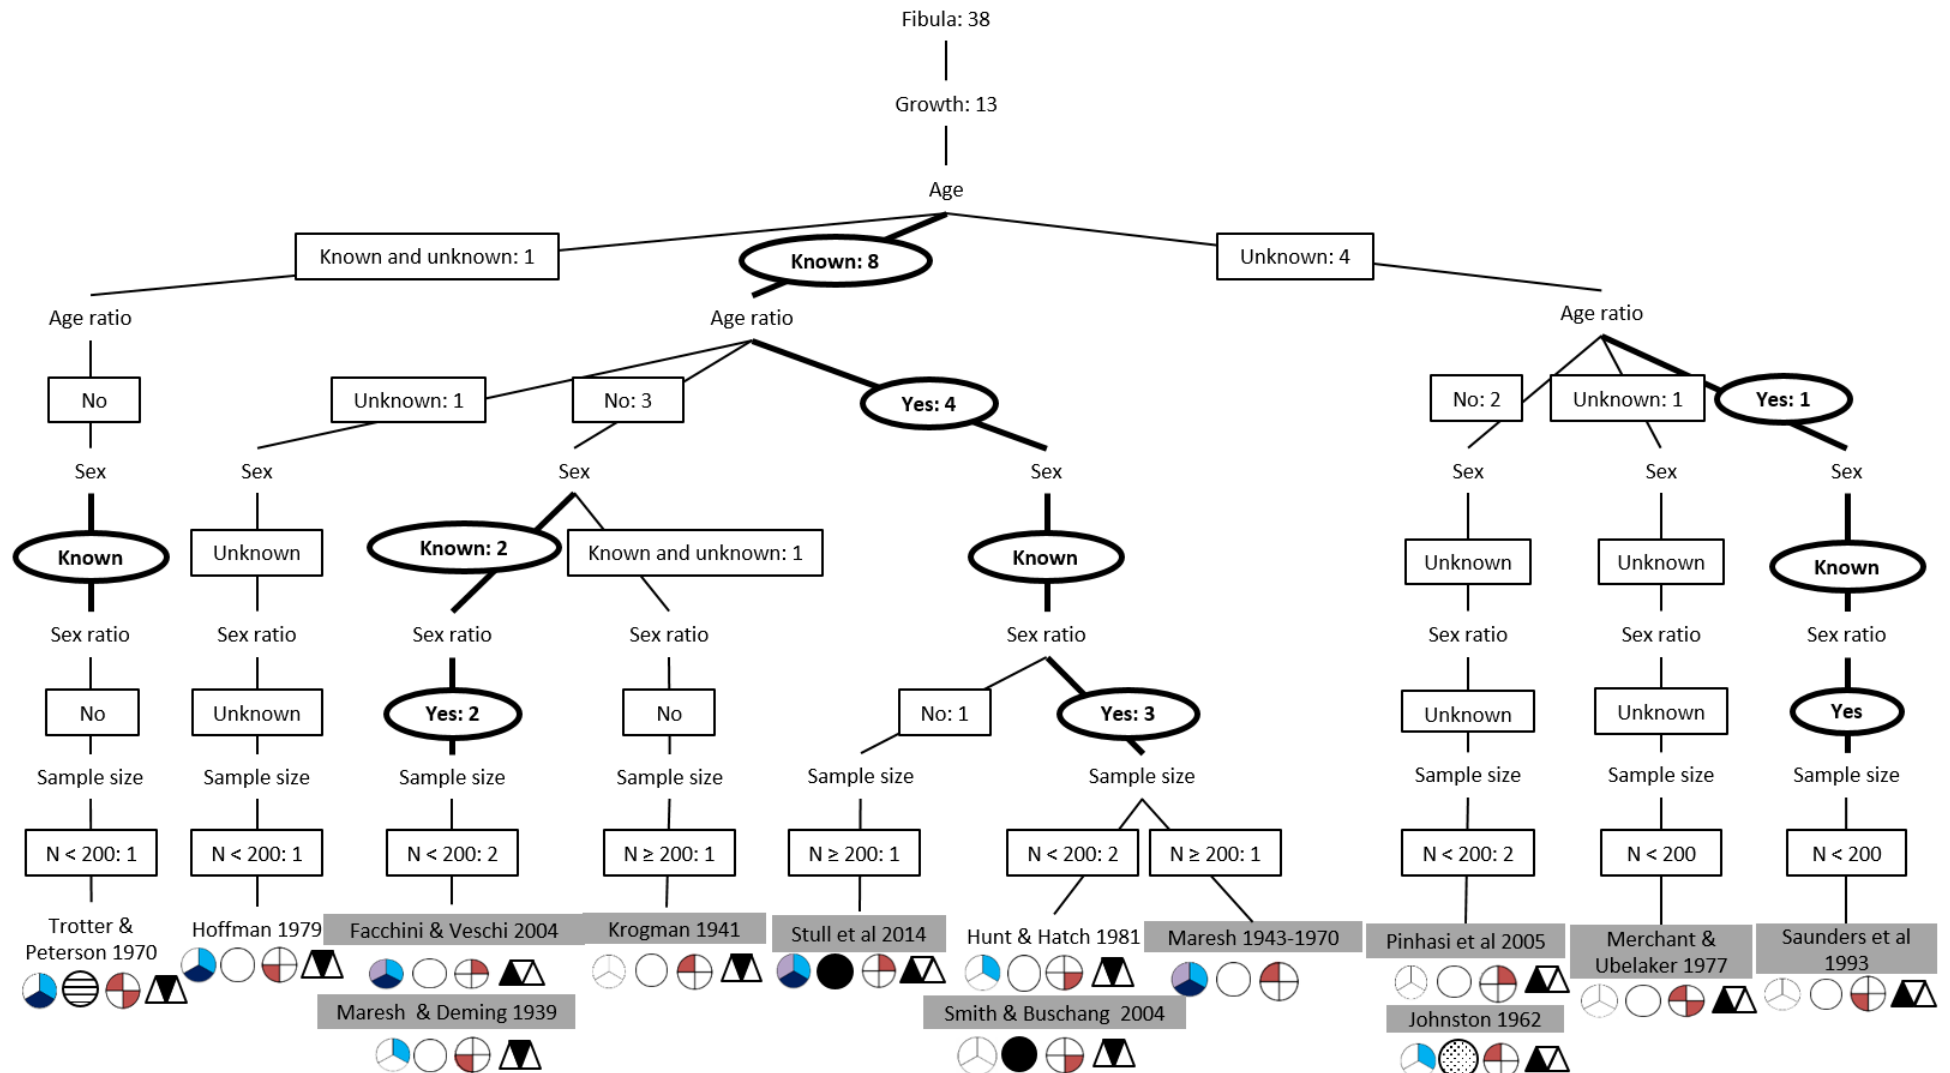 Fibula: 38
Growth: 13
Age
Known and unknown: 1
Known: 8
Unknown: 4
Age ratio
Age ratio
Age ratio
No
Unknown: 1
No: 3
Yes: 4
No: 2
Unknown: 1
Yes: 1
Sex
Sex
Sex
Sex
Sex
Sex
Sex
Known
Unknown
Known: 2
Known and unknown: 1
Known
Unknown
Unknown
Known
Sex ratio
Sex ratio
Sex ratio
Sex ratio
Sex ratio
Sex ratio
Sex ratio
Sex ratio
No
Unknown
Yes: 2
No
No: 1
Yes: 3
Unknown
Unknown
Yes
Sample size
Sample size
Sample size
Sample size
Sample size
Sample size
Sample size
Sample size
Sample size
N < 200: 1
N < 200: 1
N < 200: 2
N ≥ 200: 1
N ≥ 200: 1
N < 200: 2
N ≥ 200: 1
N < 200: 2
N < 200
N < 200
Trotter &
Peterson 1970
Hoffman 1979
Facchini & Veschi 2004
Krogman 1941
Stull et al 2014
Hunt & Hatch 1981
Maresh 1943-1970
Pinhasi et al 2005
Merchant &
Ubelaker 1977
Saunders et al
1993
Maresh & Deming 1939
Smith & Buschang 2004
Johnston 1962